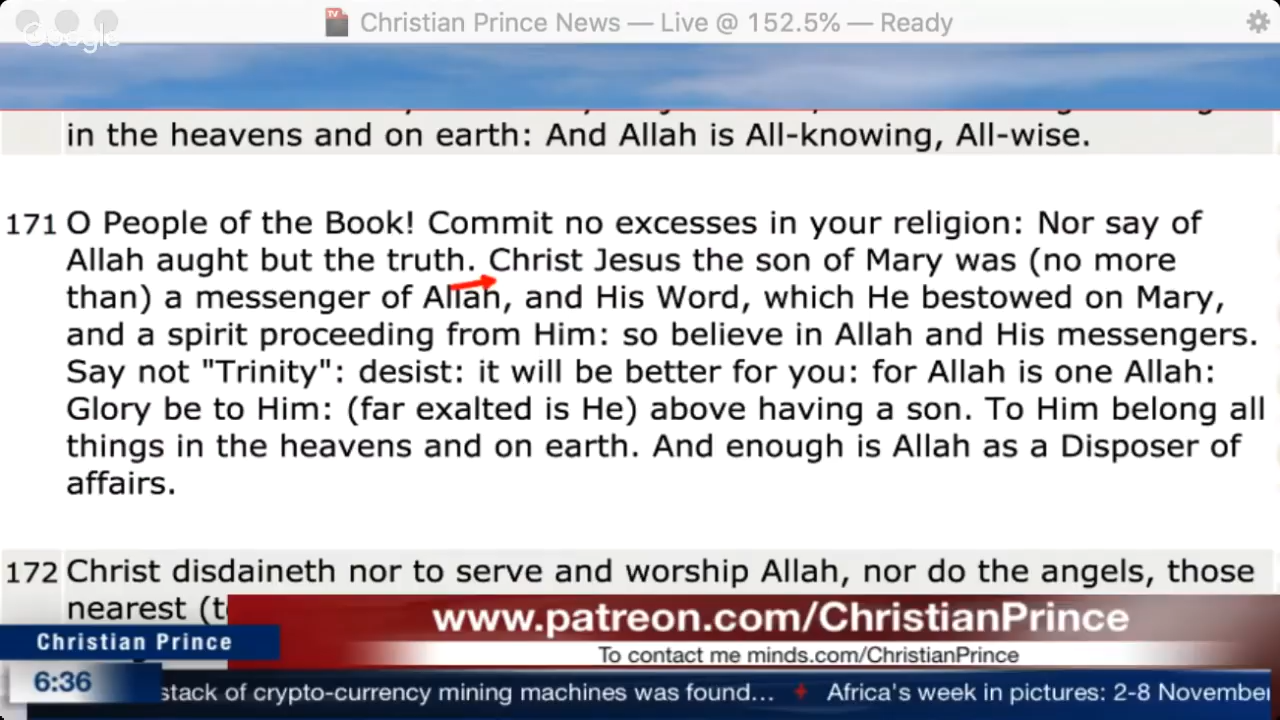 Christian Prince News — Live @ 152.5% — Ready
Google
in the heavens and on earth: And Allah is All-knowing, All-wise.
171 O People of the Book! Commit no excesses in your religion: Nor say of
Allah aught but the truth. Christ Jesus the son of Mary was (no more
than) a messenger of Allah, and His Word, which He bestowed on Mary,
and a spirit proceeding from Him: so believe in Allah and His messengers.
Say not "Trinity": desist: it will be better for you: for Allah is one Allah:
Glory be to Him: (far exalted is He) above having a son. To Him belong all
things in the heavens and on earth. And enough is Allah as a Disposer of
affairs.
172 Christ disdaineth nor to serve and worship Allah, nor do the angels, those
nearest (t
www.patreon.com/ChristianPrince
Christian Prince
To contact me minds.com/ChristianPrince
6:36
stack of crypto-currency mining machines was found... + Africa's week in pictures: 2-8 November